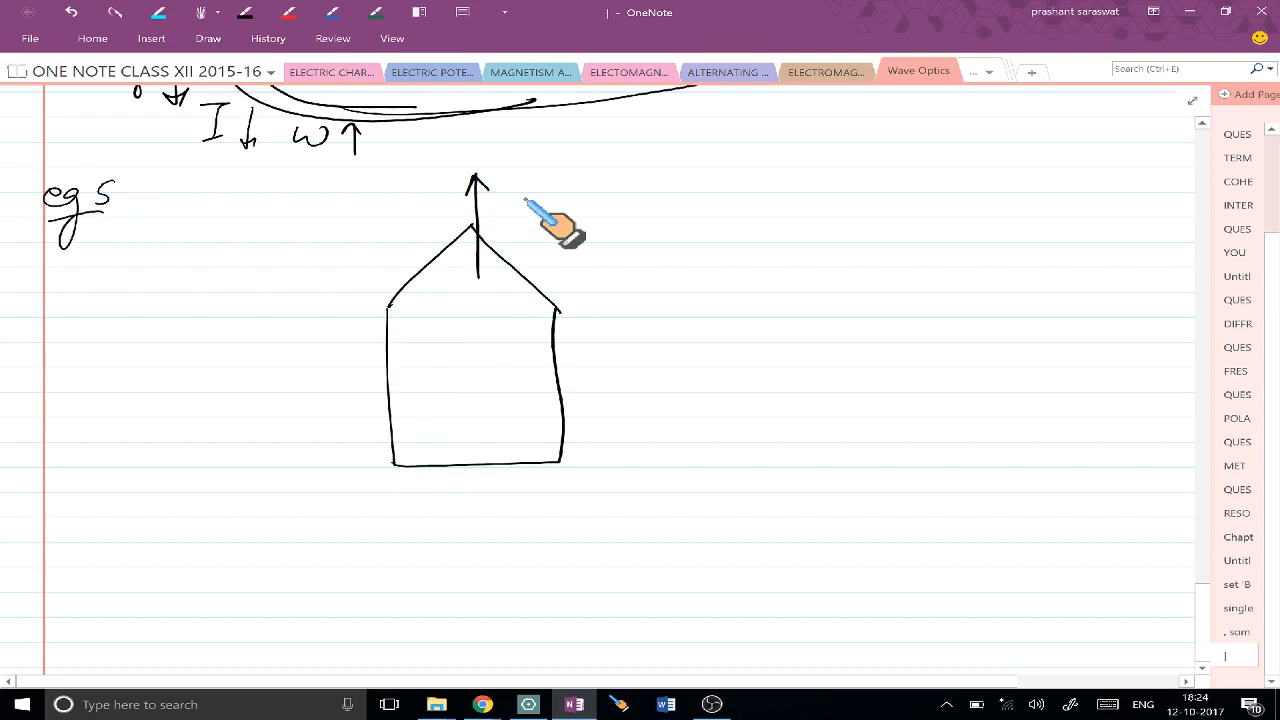 | - OneNote
prashant saraswat
File Home Insert Draw History Review View
ONE NOTE CLASS XII 2015-16
ELECTRIC CHAR...
ELECTRIC POTE...
MAGNETISM A...
ELECTOMAGN...
ALTERNATING ...
ELECTROMAG...
Wave Optics
...
Search (Ctrl+E)
Add Page
I↓ ω↑
eg 5
QUES
TERM
COHE
INTER
QUES
YOU
Untitl
QUES
DIFFR
QUES
FRES
QUES
POLA
QUES
MET
QUES
RESO
Chapt
Untitl
set 'B
single
, som
Type here to search
ENG
18:24
12-10-2017
10